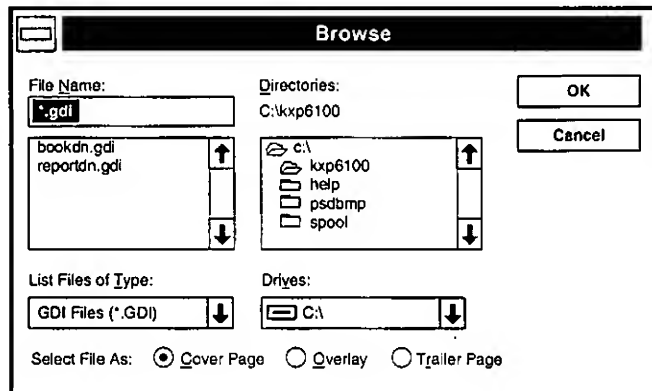 Browse
File Name:
*.gdi
bookdn.gdi
reportdn.gdi
Directories:
C:\kxp6100
c:\
kxp6100
help
psdbmp
spool
OK
Cancel
List Files of Type:
GDI Files (*.GDI)
Drives:
C:\
Select File As: Cover Page Overlay Trailer Page